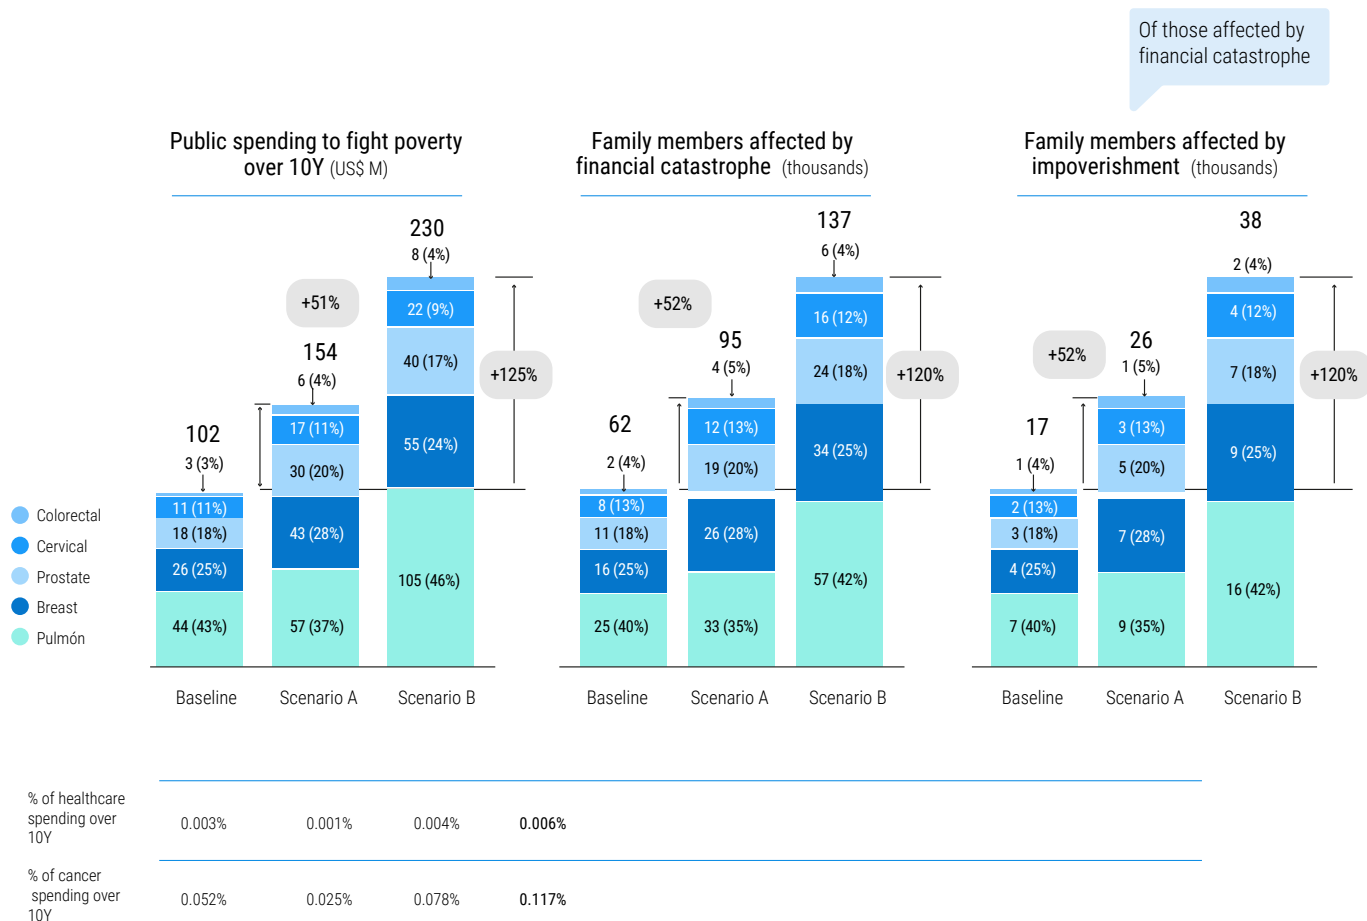 Of those affected by
financial catastrophe
Public spending to fight poverty
over 10Y (US$ M)
230
8 (4%)
22 (9%)
40 (17%)
55 (24%)
105 (46%)
+51%
154
6 (4%)
17 (11%)
30 (20%)
43 (28%)
57 (37%)
+125%
102
3 (3%)
11 (11%)
18 (18%)
26 (25%)
44 (43%)
Baseline
Scenario A
Scenario B
Family members affected by
financial catastrophe (thousands)
137
6 (4%)
16 (12%)
24 (18%)
34 (25%)
57 (42%)
+52%
95
4 (5%)
12 (13%)
19 (20%)
26 (28%)
33 (35%)
+120%
62
2 (4%)
8 (13%)
11 (18%)
16 (25%)
25 (40%)
Baseline
Scenario A
Scenario B
Family members affected by
impoverishment (thousands)
38
2 (4%)
4 (12%)
7 (18%)
9 (25%)
16 (42%)
+52%
26
1 (5%)
3 (13%)
5 (20%)
7 (28%)
9 (35%)
+120%
17
1 (4%)
2 (13%)
3 (18%)
4 (25%)
7 (40%)
Baseline
Scenario A
Scenario B
Colorectal
Cervical
Prostate
Breast
Pulmón
% of healthcare
spending over
10Y
0.003% 0.001% 0.004% 0.006%
% of cancer
spending over
10Y
0.052% 0.025% 0.078% 0.117%